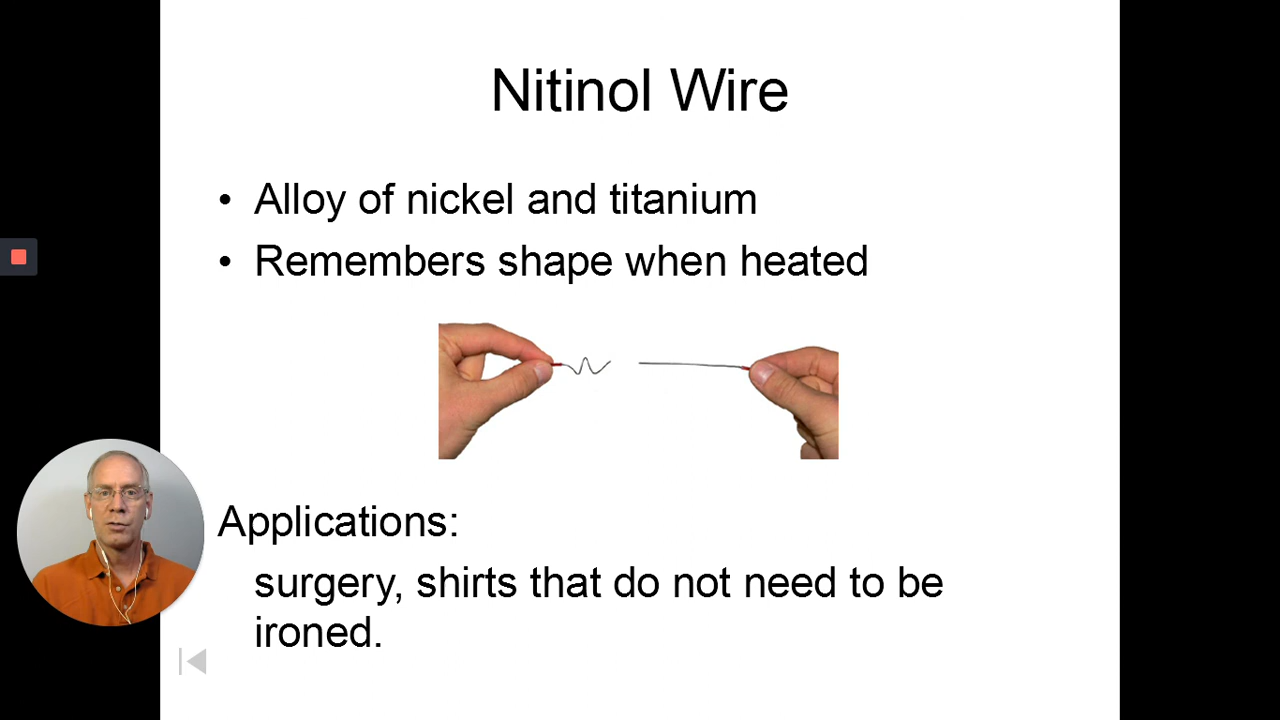 Nitinol Wire
• Alloy of nickel and titanium
• Remembers shape when heated
Applications:
surgery, shirts that do not need to be
ironed.